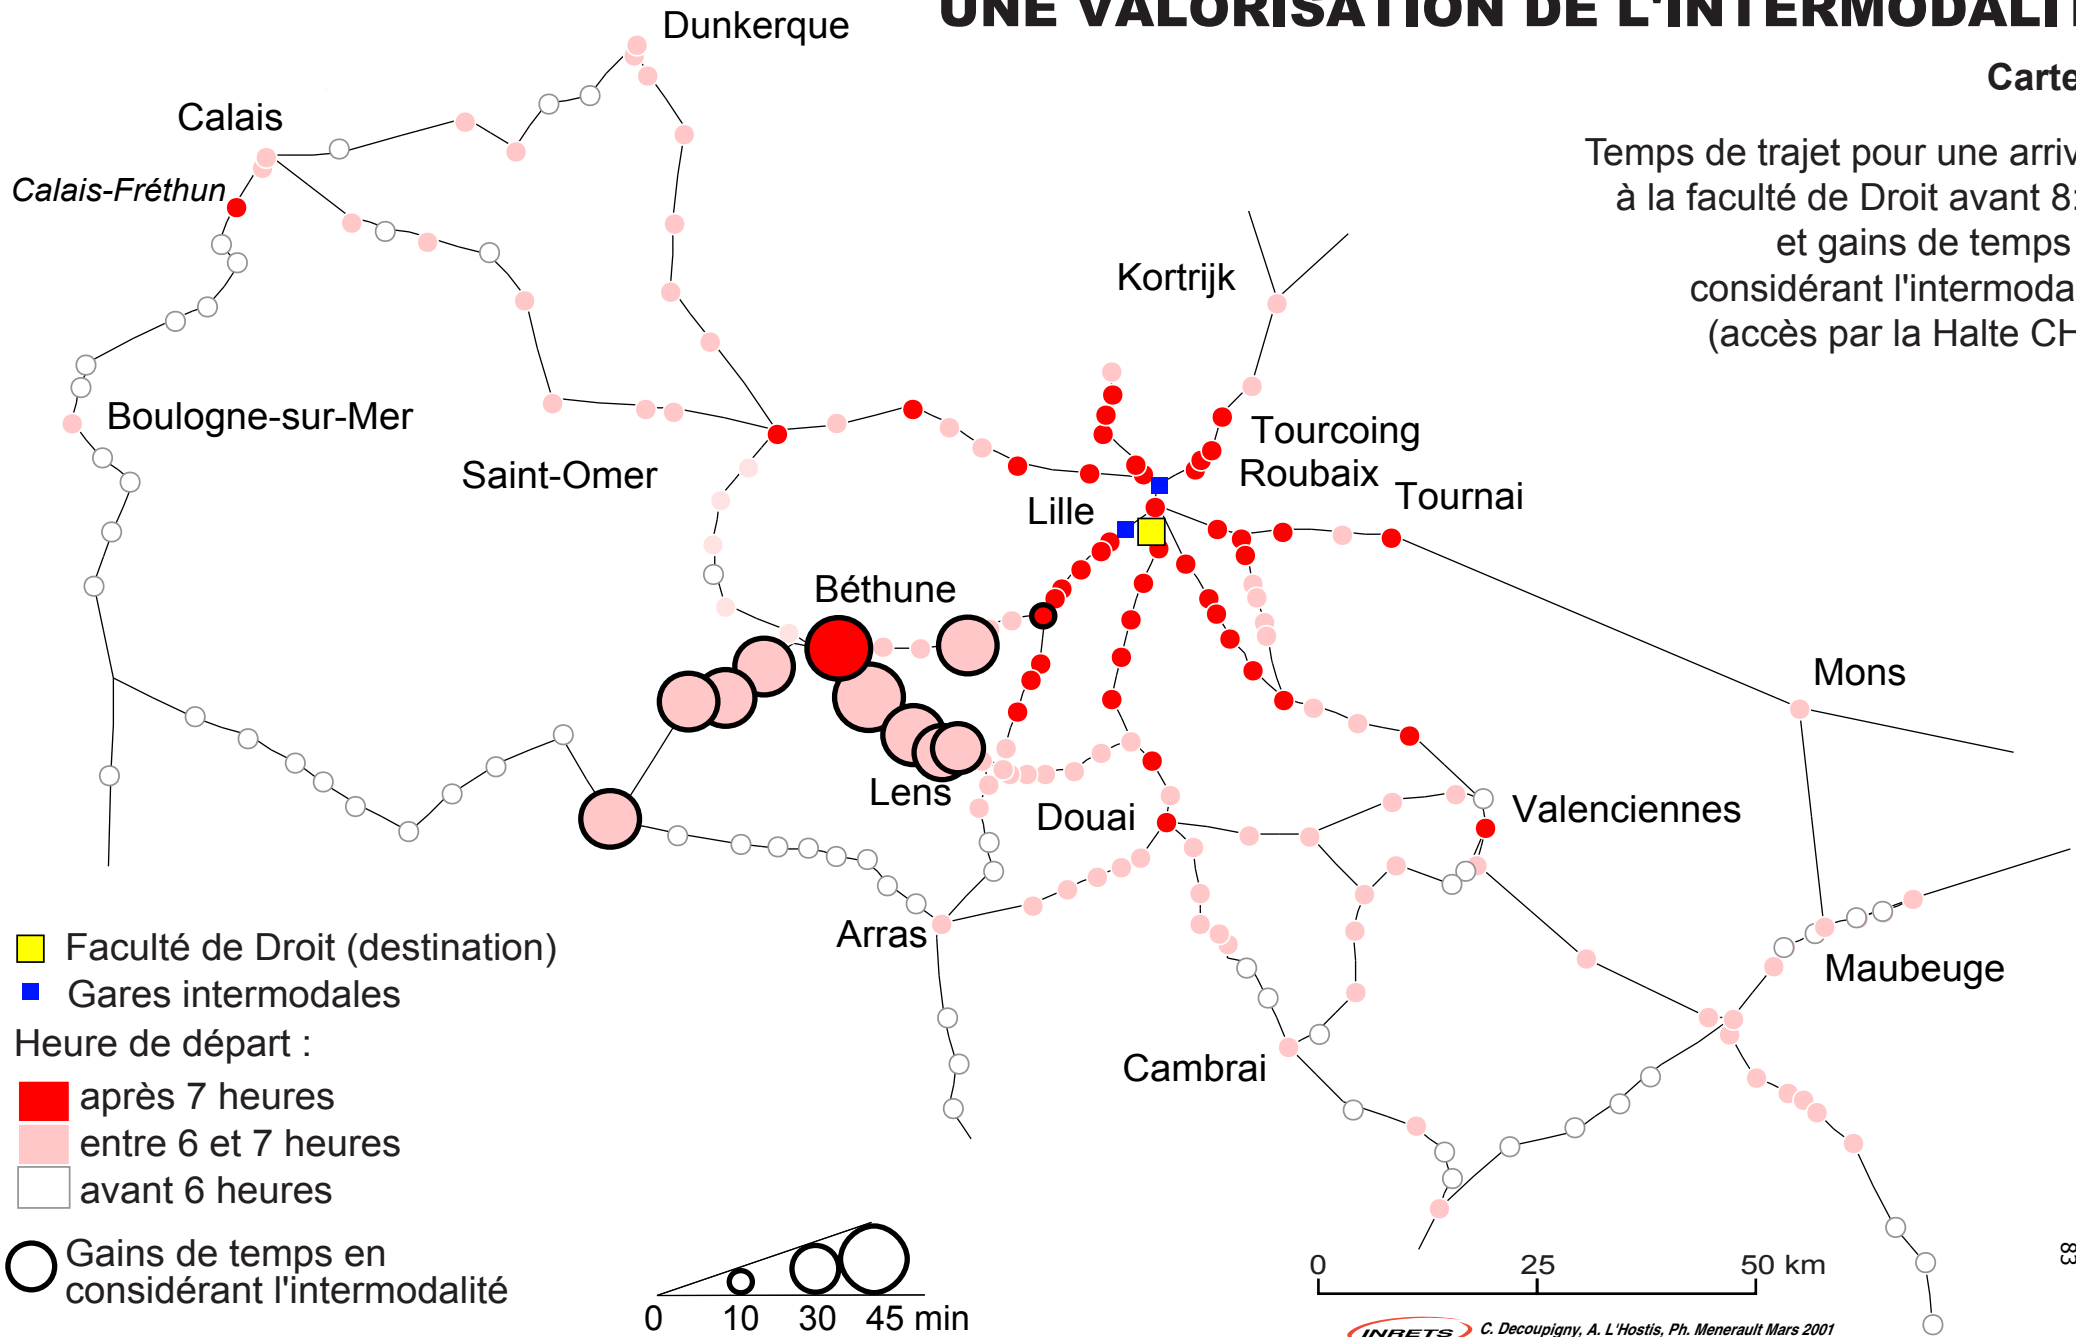 UNE VALORISATION DE L'INTERMODALIT
Carte
Temps de trajet pour une arriv
à la faculté de Droit avant 8:
et gains de temps
considérant l'intermoda
(accès par la Halte CH
Dunkerque
Calais
Calais-Fréthun
Kortrijk
Boulogne-sur-Mer
Tourcoing
Saint-Omer
Roubaix
Tournai
Lille
Béthune
Mons
Lens
Douai
Valenciennes
Arras
Maubeuge
Cambrai
Faculté de Droit (destination)
Gares intermodales
Heure de départ :
après 7 heures
entre 6 et 7 heures
avant 6 heures
Gains de temps en
considérant l'intermodalité
0 10 30 45 min
0 25 50 km
83
INRETS C. Decoupigny, A. L'Hostis, Ph. Menerault Mars 2001